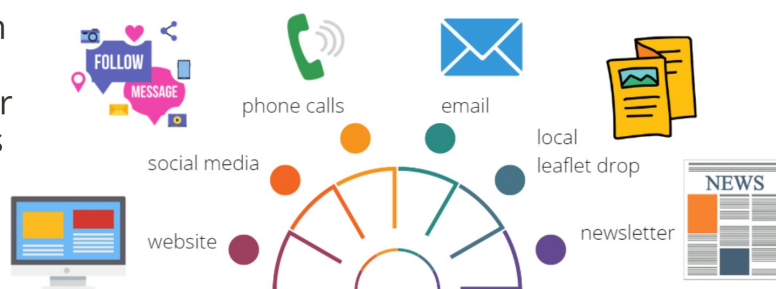 FOLLOW
MESSAGE
phone calls
email
local
leaflet drop
social media
NEWS
website
newsletter